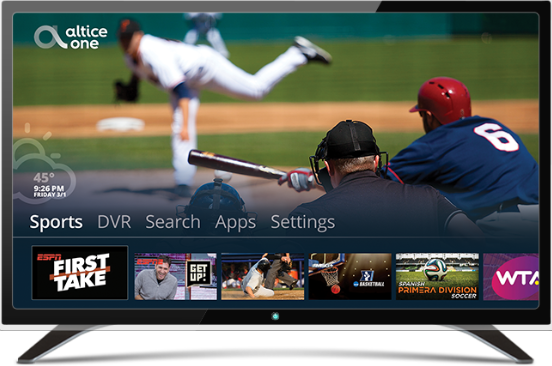 altice
one
6
45°
9:26 PM
FRIDAY 3/1
Sports DVR Search Apps Settings
ESPN
FIRST
TAKE
GET
UP!
BASKETBALL
SPANISH
PRIMERA DIVISION
SOCCER
WTA